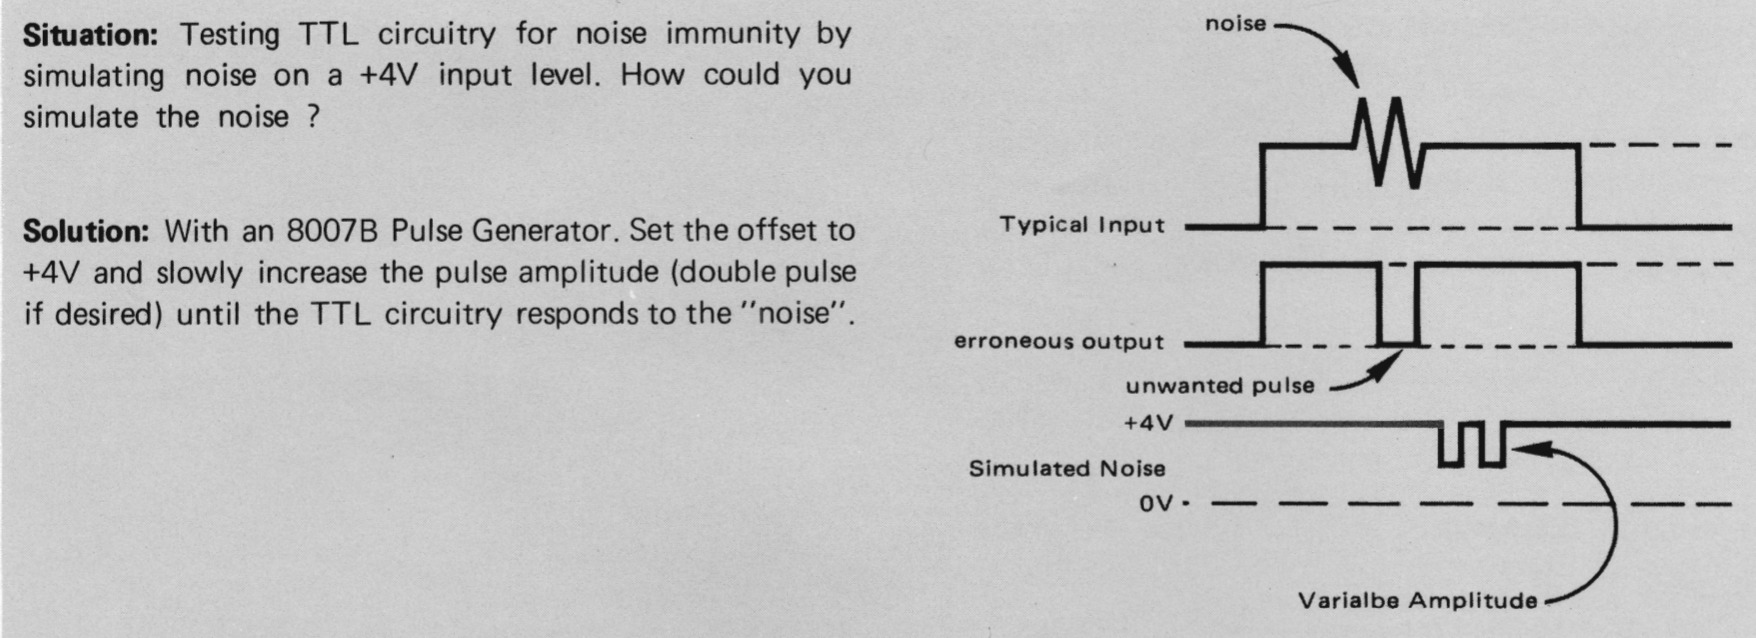 Situation: Testing TTL circuitry for noise immunity by
simulating noise on a +4V input level. How could you
simulate the noise ?
Solution: With an 8007B Pulse Generator. Set the offset to
+4V and slowly increase the pulse amplitude (double pulse
if desired) until the TTL circuitry responds to the "noise".
noise
Typical Input
erroneous output
unwanted pulse
+4V
Simulated Noise
0V
Varialbe Amplitude